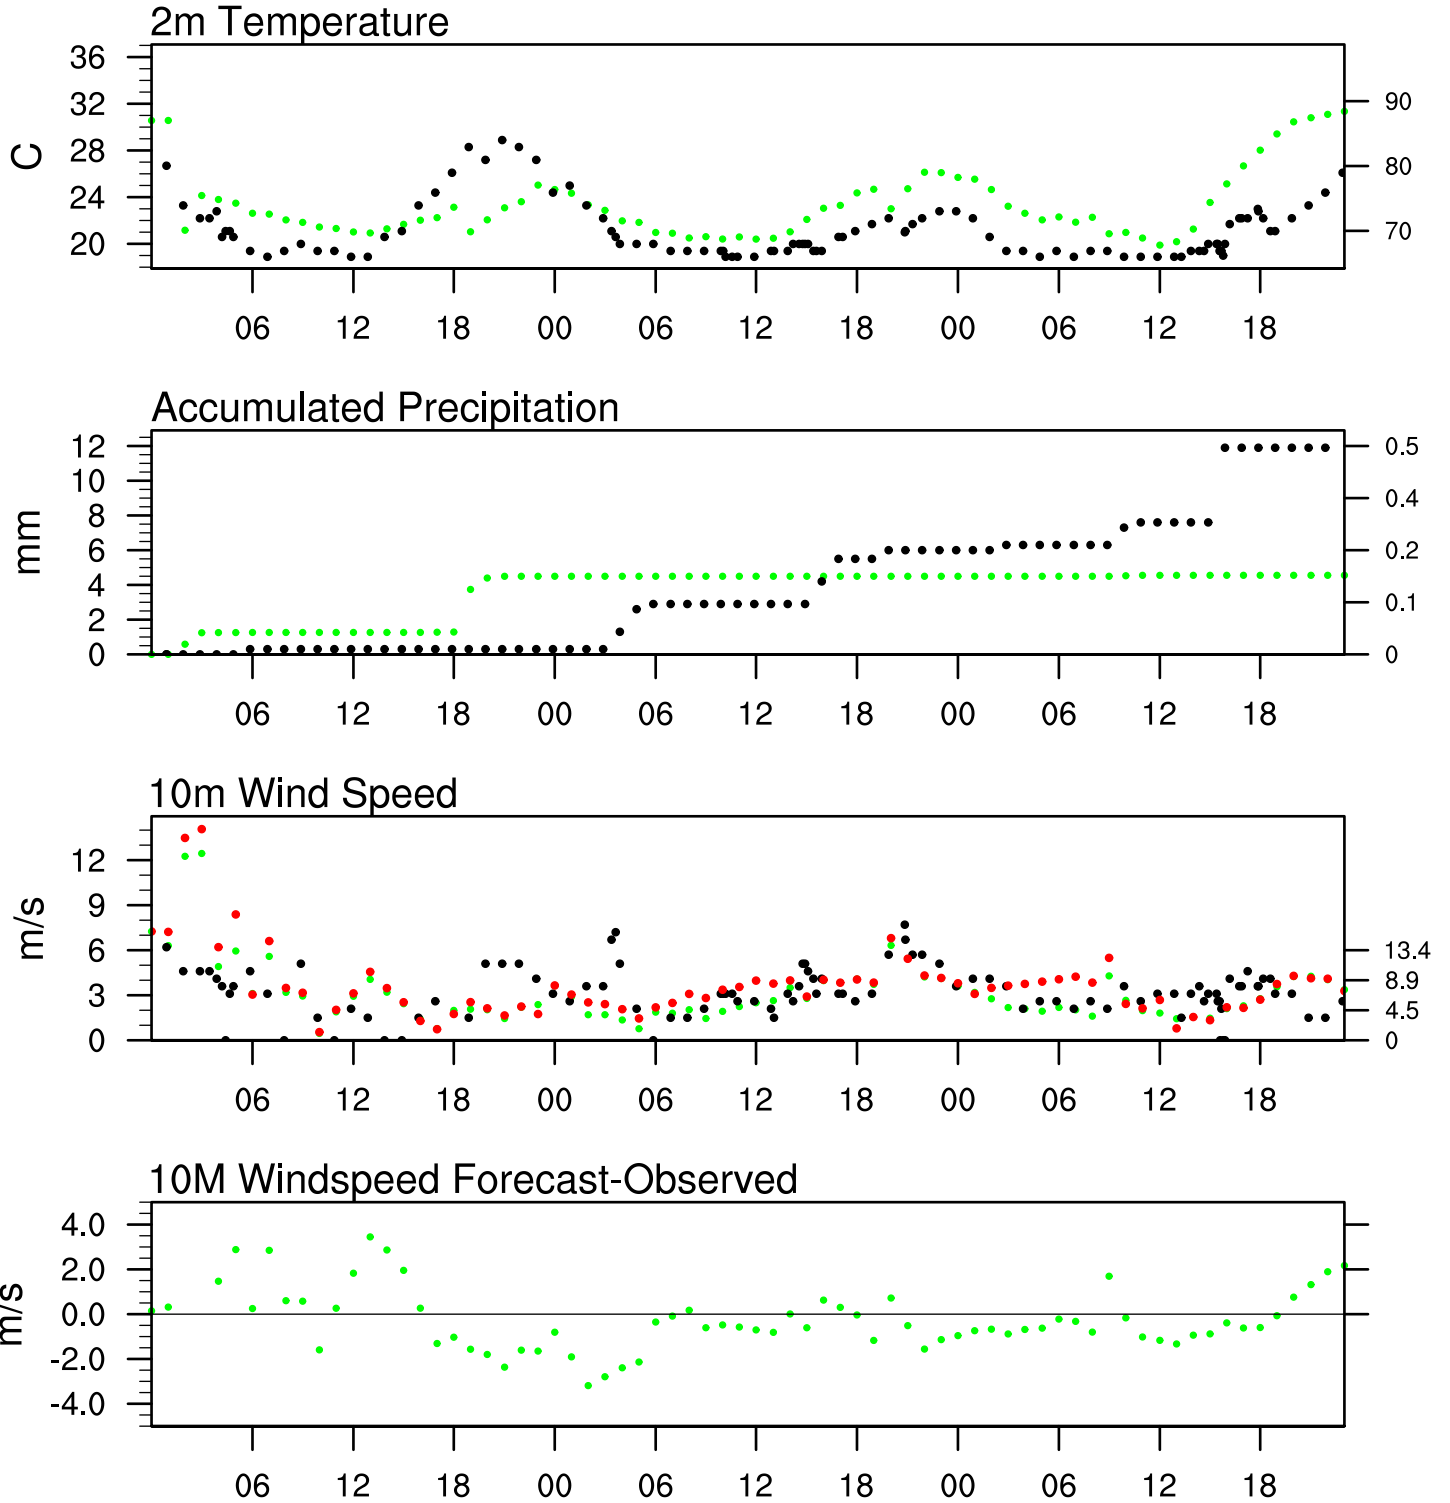 2m Temperature
36
32
90
28
C
80
24
20
70
06 12 18 00 06 12 18 00 06 12 18
Accumulated Precipitation
12
0.5
10
0.4
8
mm
6
0.2
4
0.1
2
0
0
06 12 18 00 06 12 18 00 06 12 18
10m Wind Speed
12
9
m/s
6
13.4
8.9
3
4.5
0
0
06 12 18 00 06 12 18 00 06 12 18
10M Windspeed Forecast-Observed
4.0
2.0
0.0
m/s
-2.0
-4.0
06 12 18 00 06 12 18 00 06 12 18